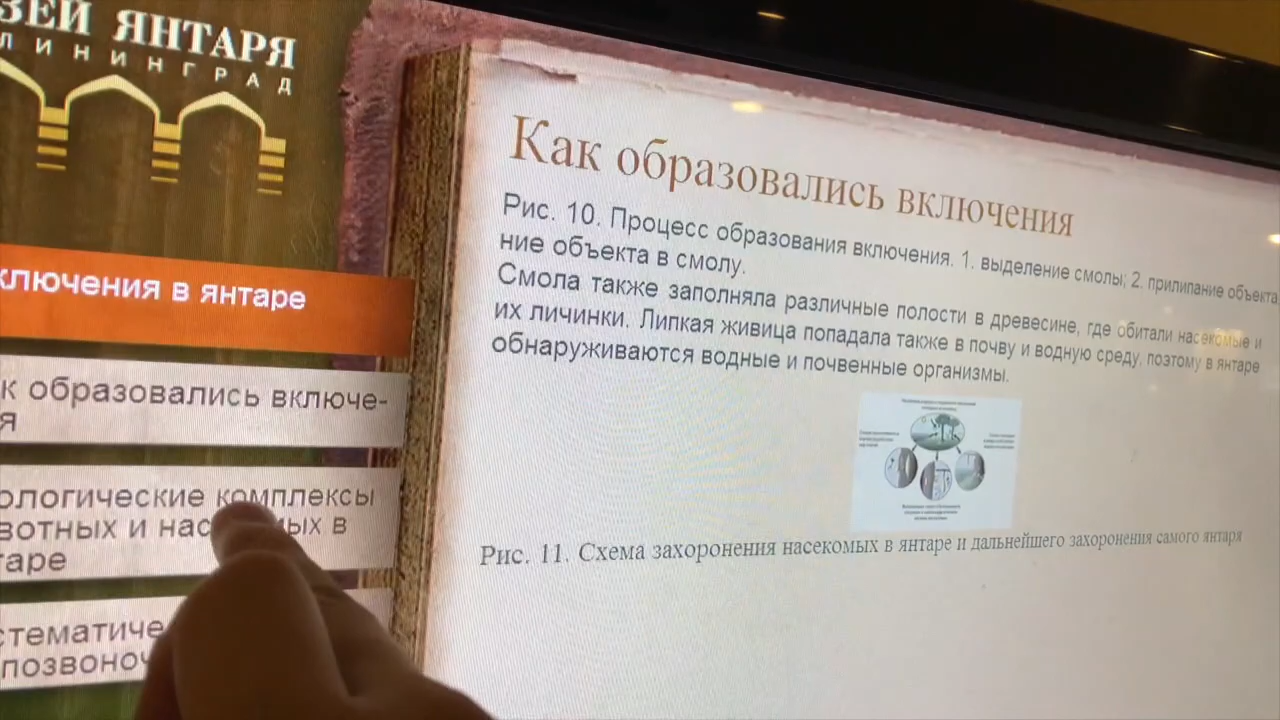 ЗЕЙ ЯНТАРЯ
ЛИНИНГРАД
ключения в янтаре
к образовались включе-
я
ологические комплексы
вотных и нас мых в
таре
стематиче
позвоноч
Как образовались включения
Рис. 10. Процесс образования включения. 1. выделение смолы; 2. прилипание объекта
ние объекта в смолу.
Смола также заполняла различные полости в древесине, где обитали насекомые и
их личинки. Липкая живица попадала также в почву и водную среду, поэтому в янтаре
обнаруживаются водные и почвенные организмы.
Рис. 11. Схема захоронения насекомых в янтаре и дальнейшего захоронения самого янтаря